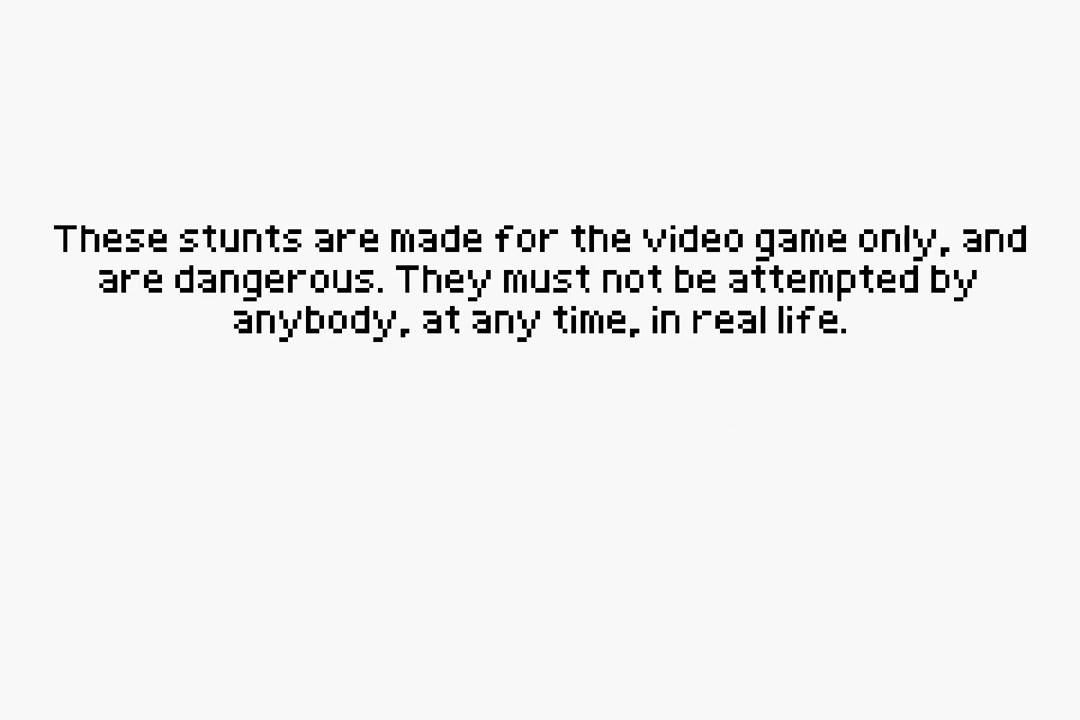 These stunts are made for the video game only, and
are dangerous. They must not be attempted by
anybody, at any time, in real life.